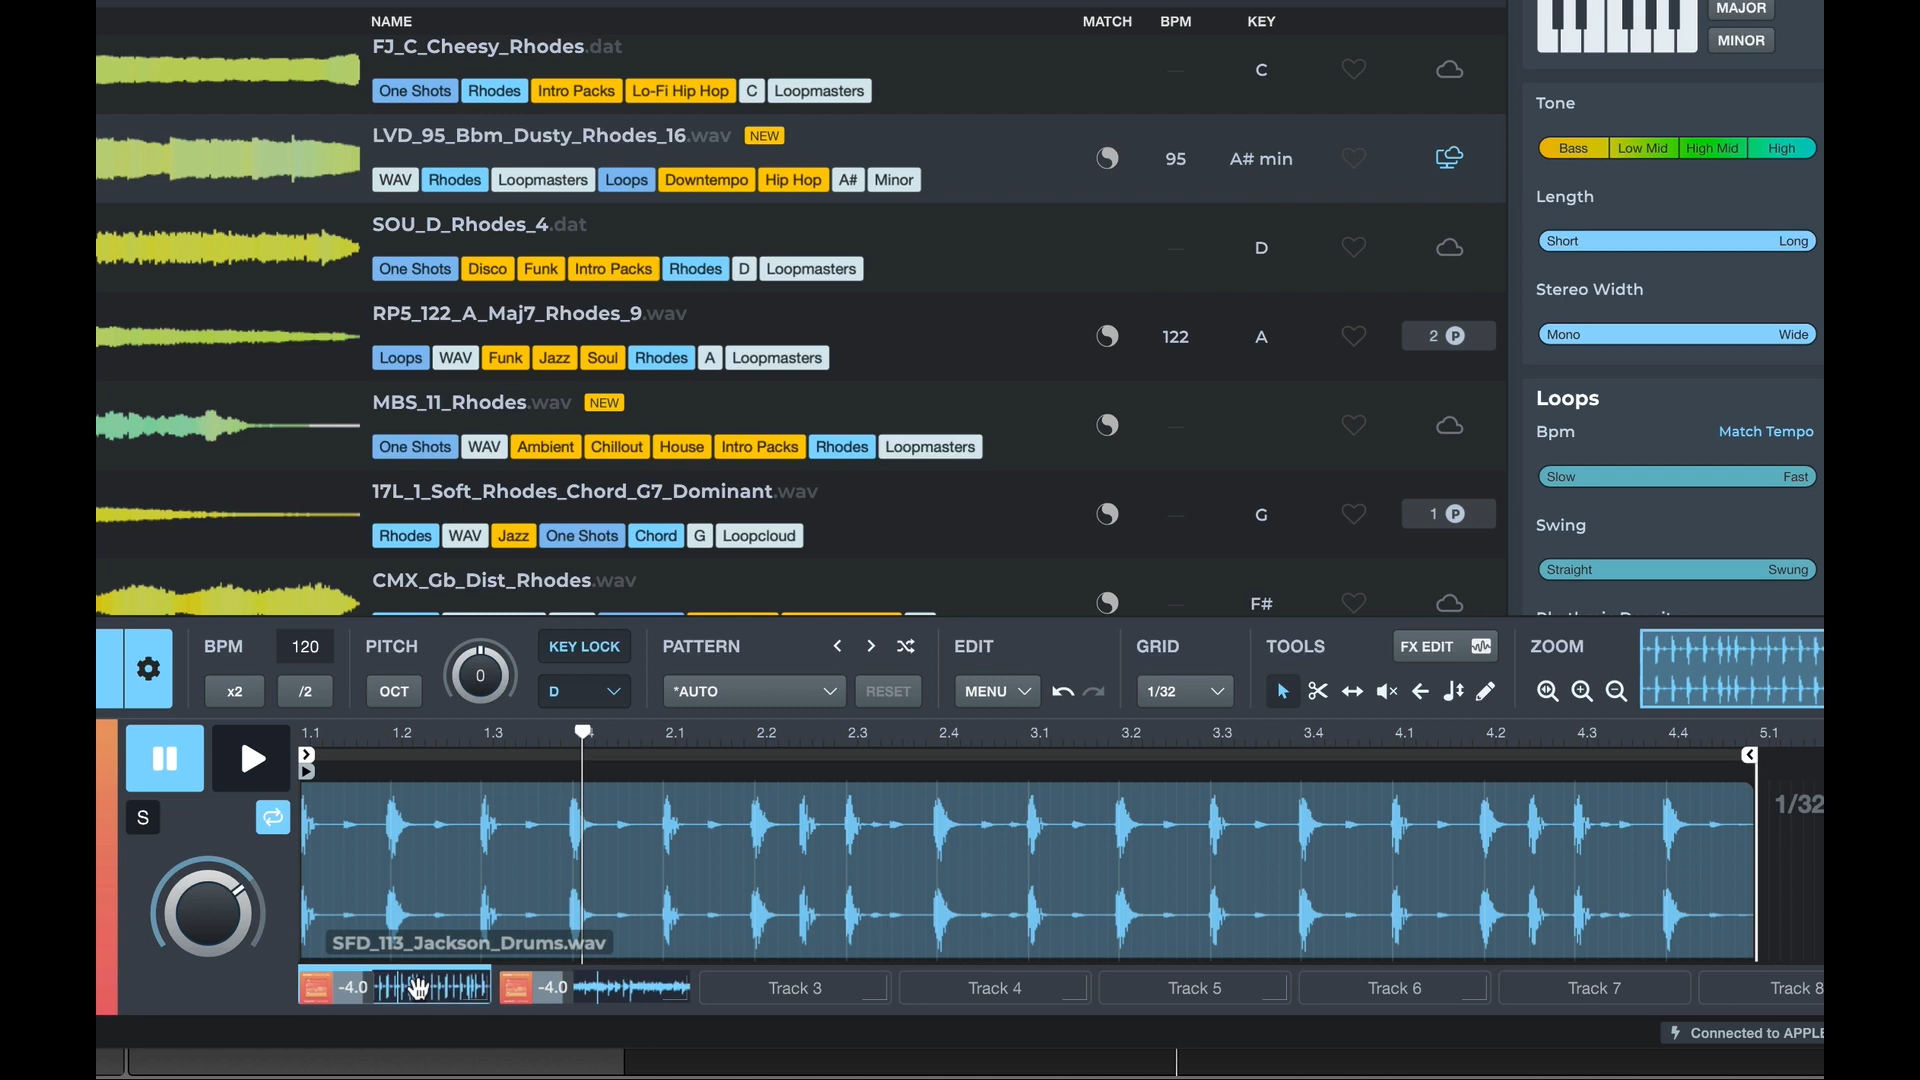 NAME MATCH BPM KEY
MAJOR
MINOR
FJ_C_Cheesy_Rhodes.dat
C
One Shots Rhodes Intro Packs Lo-Fi Hip Hop C Loopmasters
LVD_95_Bbm_Dusty_Rhodes_16.wav NEW
95 A# min
WAV Rhodes Loopmasters Loops Downtempo Hip Hop A# Minor
SOU_D_Rhodes_4.dat
D
One Shots Disco Funk Intro Packs Rhodes D Loopmasters
RP5_122_A_Maj7_Rhodes_9.wav
122 A 2 P
Loops WAV Funk Jazz Soul Rhodes A Loopmasters
MBS_11_Rhodes.wav NEW
One Shots WAV Ambient Chillout House Intro Packs Rhodes Loopmasters
17L_1_Soft_Rhodes_Chord_G7_Dominant.wav
G 1 P
Rhodes WAV Jazz One Shots Chord G Loopcloud
CMX_Gb_Dist_Rhodes.wav
F#
Tone
Bass Low Mid High Mid High
Length
Short Long
Stereo Width
Mono Wide
Loops
Bpm Match Tempo
Slow Fast
Swing
Straight Swung
BPM 120 PITCH 0 KEY LOCK PATTERN EDIT GRID TOOLS FX EDIT ZOOM
x2 /2 OCT D *AUTO RESET MENU 1/32
1.1 1.2 1.3 2.1 2.2 2.3 2.4 3.1 3.2 3.3 3.4 4.1 4.2 4.3 4.4 5.1
S
1/32
SFD_113_Jackson_Drums.wav
-4.0 -4.0 Track 3 Track 4 Track 5 Track 6 Track 7 Track 8
Connected to APPLE